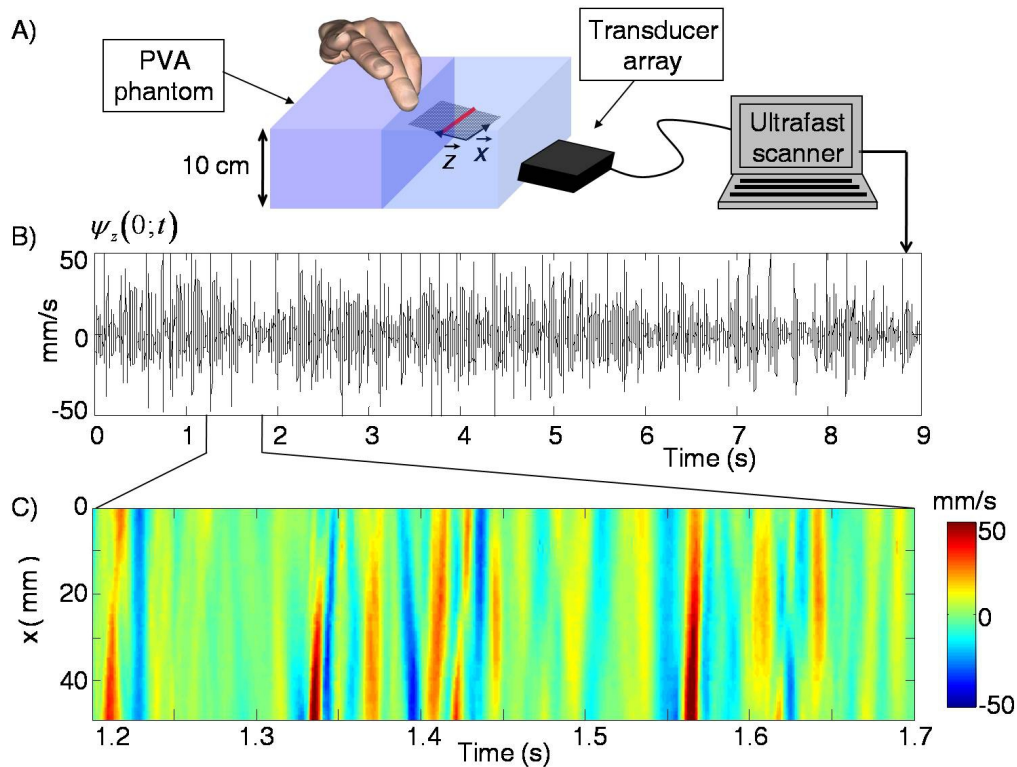 A)
PVA
phantom
Transducer
array
Ultrafast
scanner
10 cm
z
x
B)
ψz(0;t)
50
0
-50
mm/s
0 1 2 3 4 5 6 7 8 9
Time (s)
C)
0
20
40
x (mm)
1.2 1.3 1.4 1.5 1.6 1.7
Time (s)
mm/s
50
0
-50